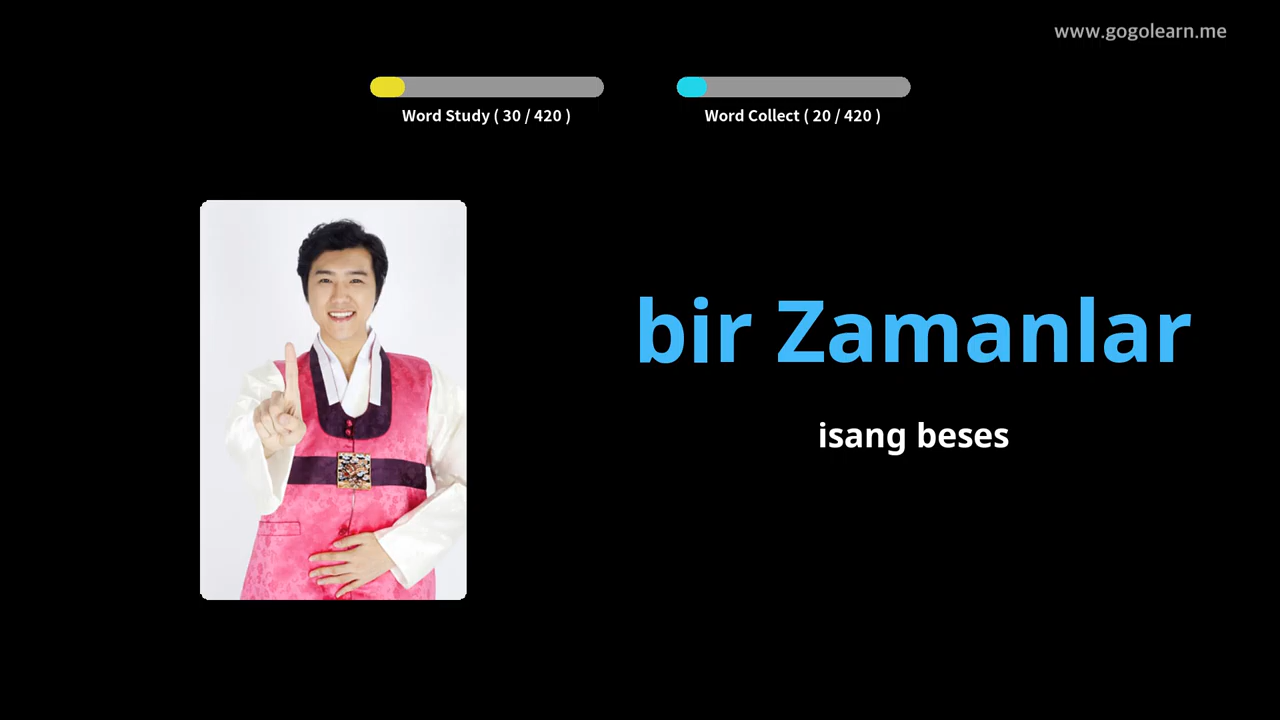 www.gogolearn.me
Word Study ( 30 / 420 )
Word Collect ( 20 / 420 )
bir Zamanlar
isang beses